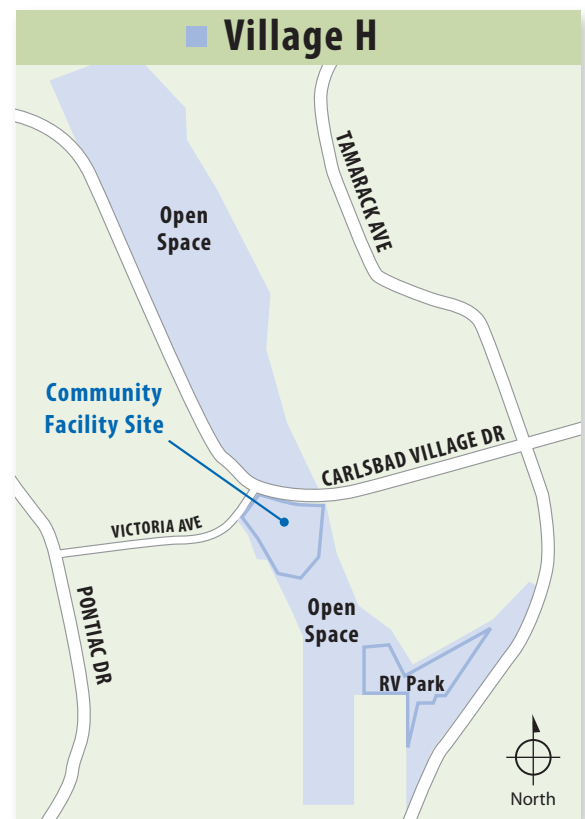 Village H
TAMARACK AVE
Open
Space
Community
Facility Site
CARLSBAD VILLAGE DR
VICTORIA AVE
PONTIAC DR
Open
Space
RV Park
North